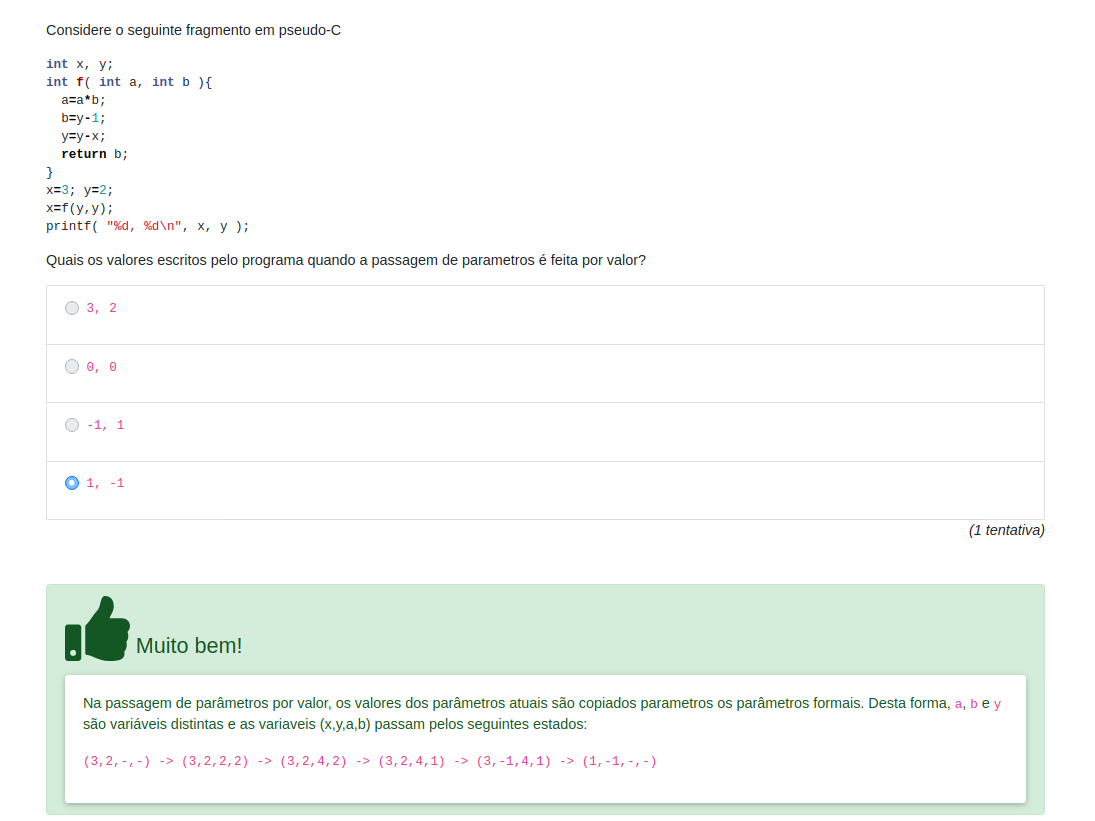 Considere o seguinte fragmento em pseudo-C
int x, y;
int f( int a, int b ){
  a=a*b;
  b=y-1;
  y=y-x;
  return b;
}
x=3; y=2;
x=f(y,y);
printf( "%d, %d\n", x, y );
Quais os valores escritos pelo programa quando a passagem de parametros é feita por valor?
3, 2
0, 0
-1, 1
1, -1
(1 tentativa)
Muito bem!
Na passagem de parâmetros por valor, os valores dos parâmetros atuais são copiados parametros os parâmetros formais. Desta forma, a, b e y
são variáveis distintas e as variaveis (x,y,a,b) passam pelos seguintes estados:
(3,2,-,-) -> (3,2,2,2) -> (3,2,4,2) -> (3,2,4,1) -> (3,-1,4,1) -> (1,-1,-,-)